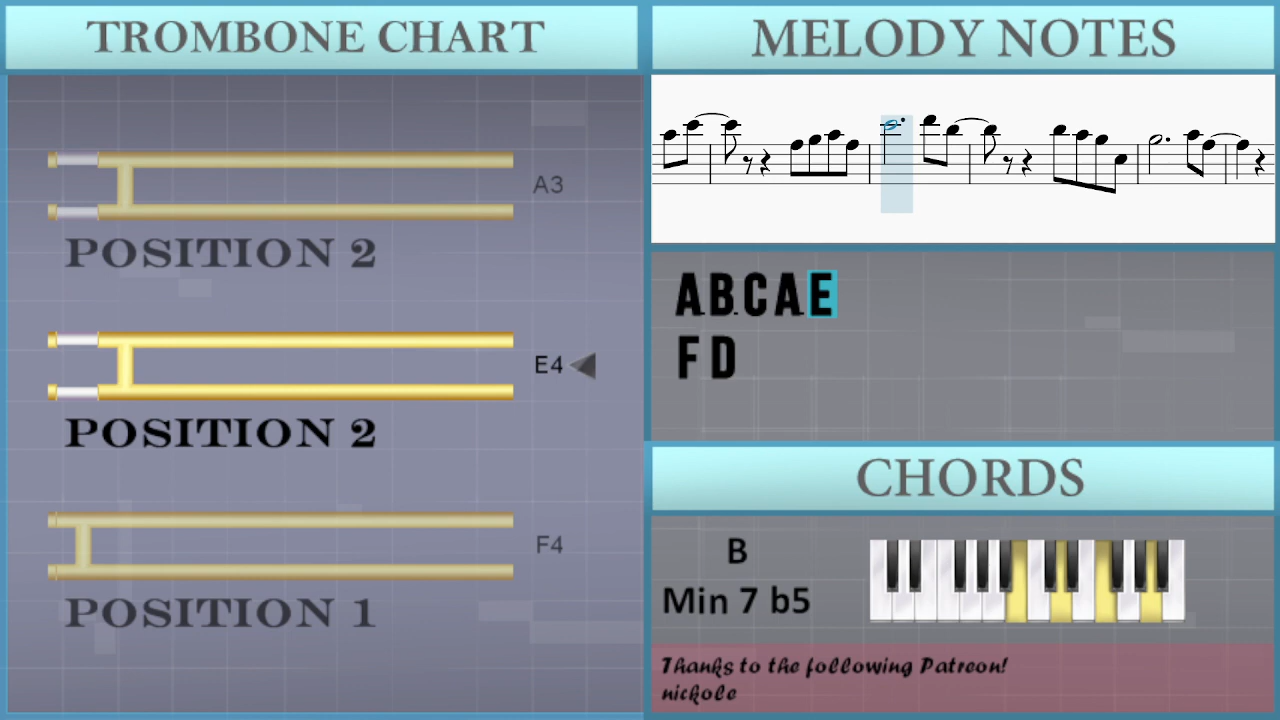 TROMBONE CHART
A3
POSITION 2
E4
POSITION 2
F4
POSITION 1
MELODY NOTES
A B C A E
F D
CHORDS
B
Min 7 b5
Thanks to the following Patreon!
nickole